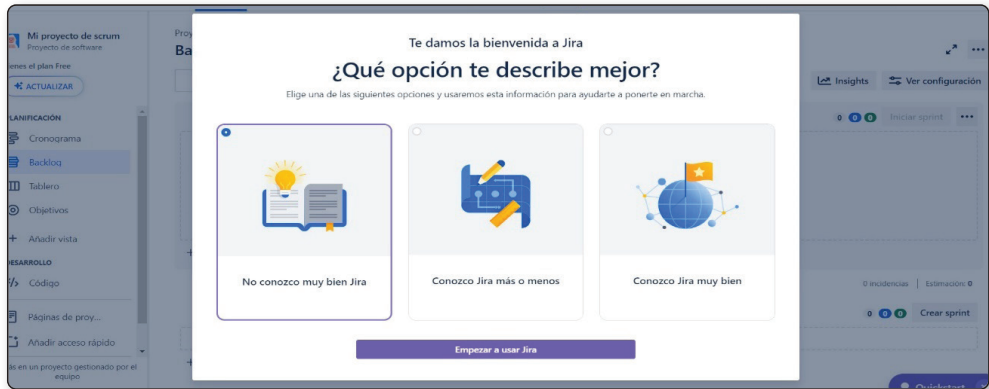 Mi proyecto de scrum
Proyecto de software
el plan Free
ACTUALIZAR
PLANIFICACIÓN
Cronograma
Backlog
Tablero
Objetivos
Añadir vista
DESARROLLO
Código
Páginas de proy...
Añadir acceso rápido
en un proyecto gestionado por el
equipo
Proy
Ba
Te damos la bienvenida a Jira
¿Qué opción te describe mejor?
Elige una de las siguientes opciones y usaremos esta información para ayudarte a ponerte en marcha.
No conozco muy bien Jira
Conozco Jira más o menos
Conozco Jira muy bien
Empezar a usar Jira
Insights
Ver configuración
0 0 0 Iniciar sprint
0 incidencias Estimación: 0
0 0 0 Crear sprint
Quickstart